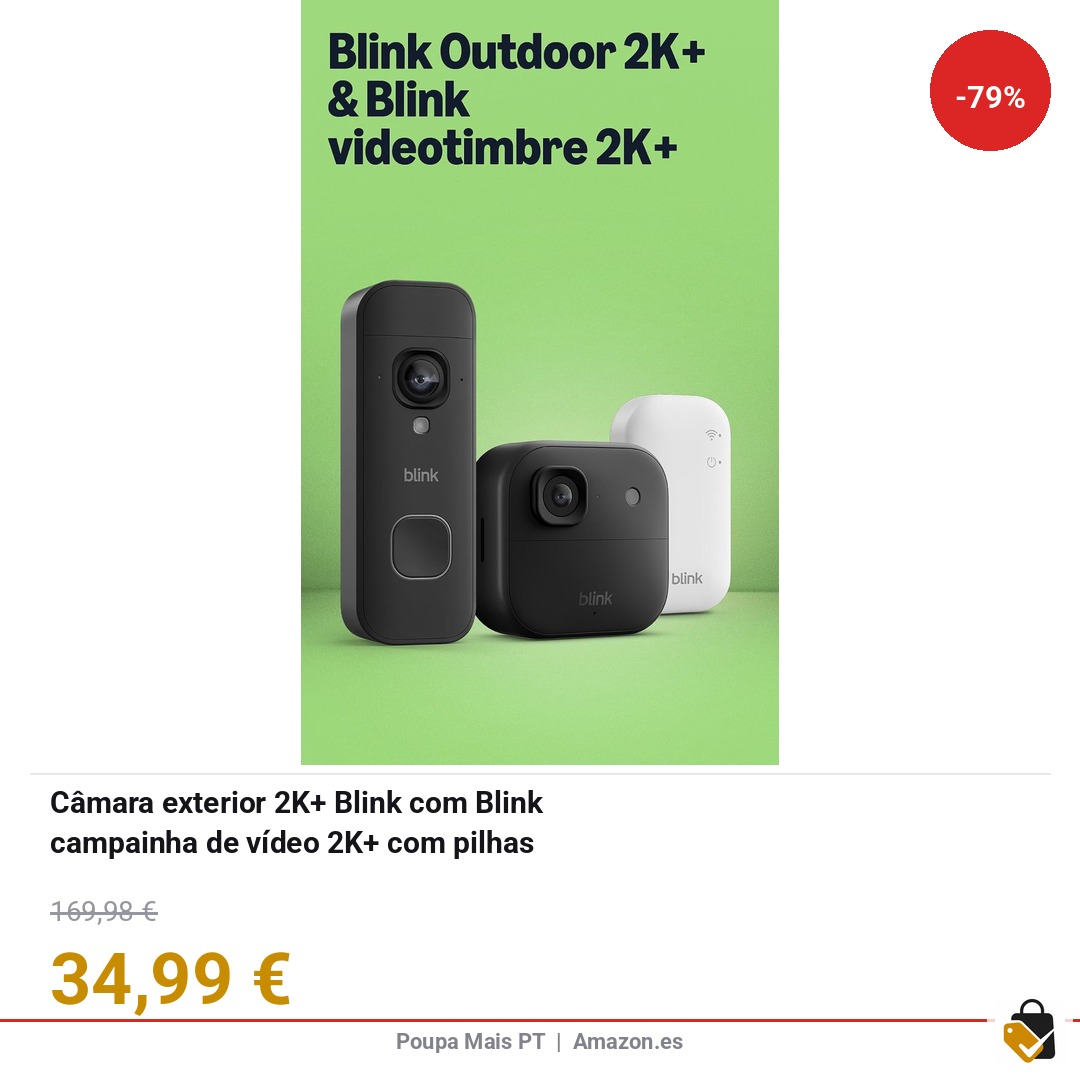 Blink Outdoor 2K+
& Blink
videotimbre 2K+
-79%
blink
blink
blink
Câmara exterior 2K+ Blink com Blink
campainha de vídeo 2K+ com pilhas
169,98 €
34,99 €
Poupa Mais PT | Amazon.es